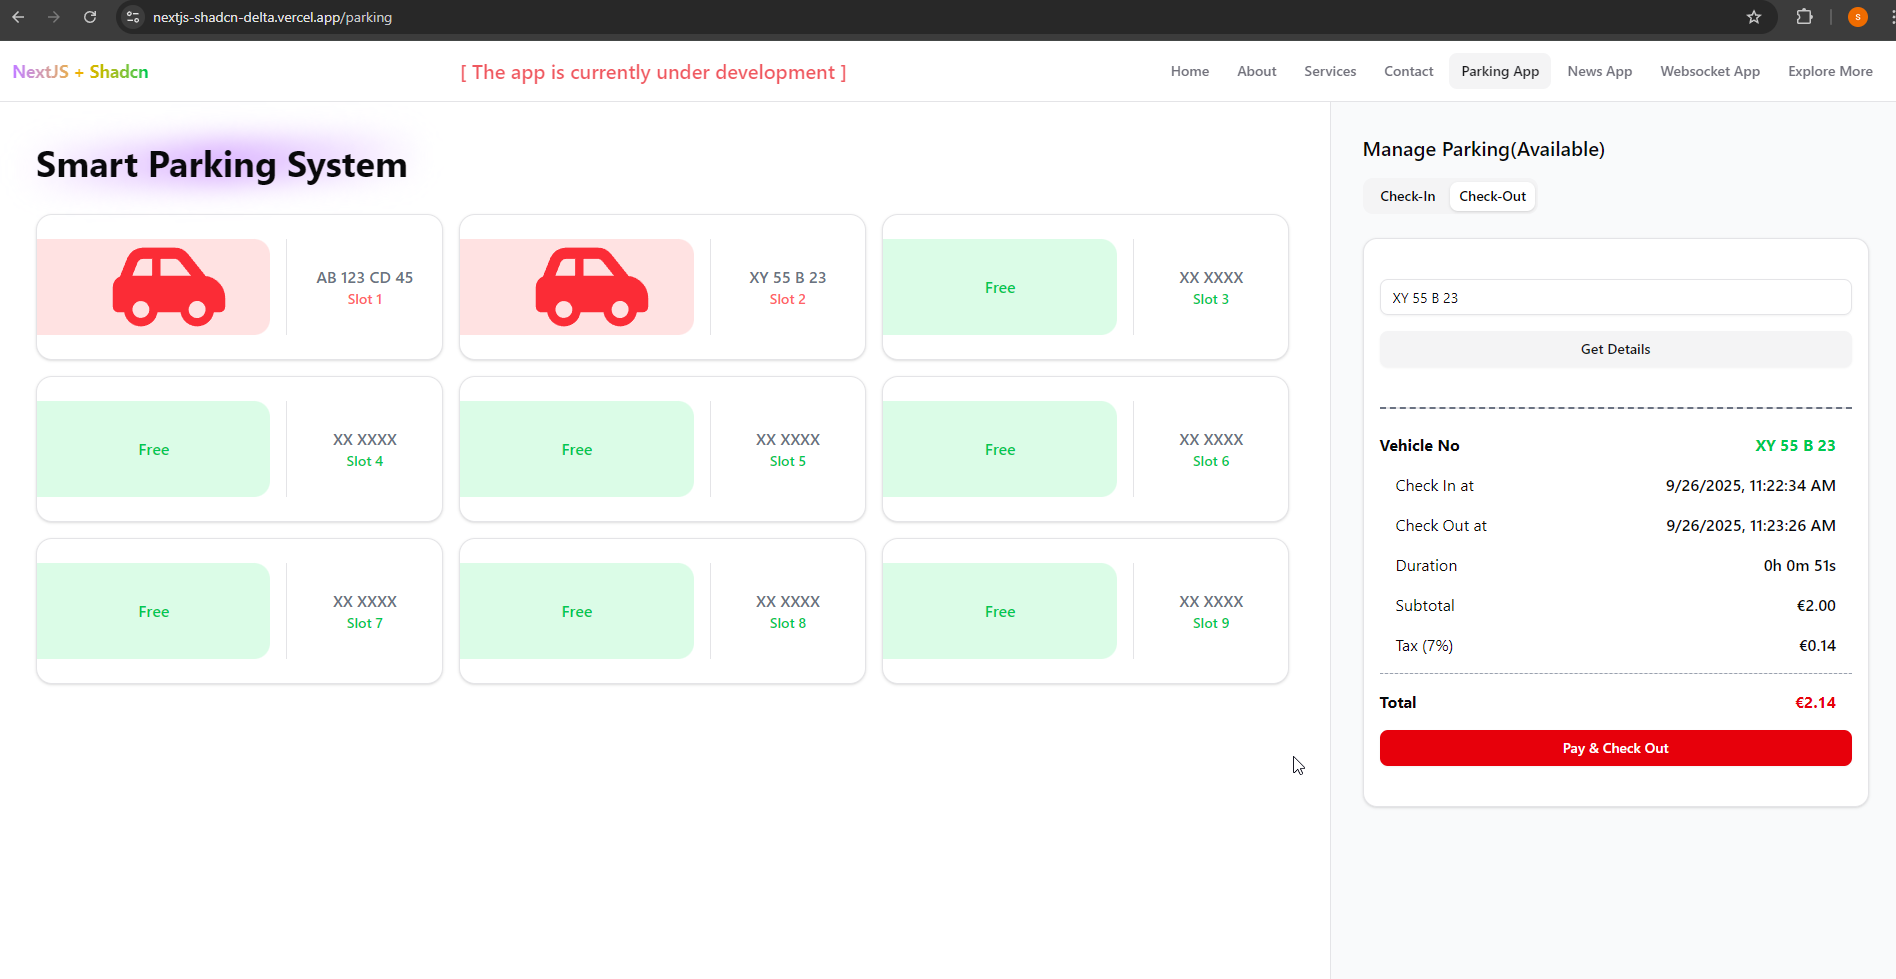 nextjs-shadcn-delta.vercel.app/parking
S
NextJS + Shadcn
[ The app is currently under development ]
Home About Services Contact Parking App News App Websocket App Explore More
Smart Parking System
AB 123 CD 45
Slot 1
XY 55 B 23
Slot 2
Free
XX XXXX
Slot 3
Free
XX XXXX
Slot 4
Free
XX XXXX
Slot 5
Free
XX XXXX
Slot 6
Free
XX XXXX
Slot 7
Free
XX XXXX
Slot 8
Free
XX XXXX
Slot 9
Manage Parking(Available)
Check-In Check-Out
XY 55 B 23
Get Details
Vehicle No XY 55 B 23
Check In at 9/26/2025, 11:22:34 AM
Check Out at 9/26/2025, 11:23:26 AM
Duration 0h 0m 51s
Subtotal €2.00
Tax (7%) €0.14
Total €2.14
Pay & Check Out